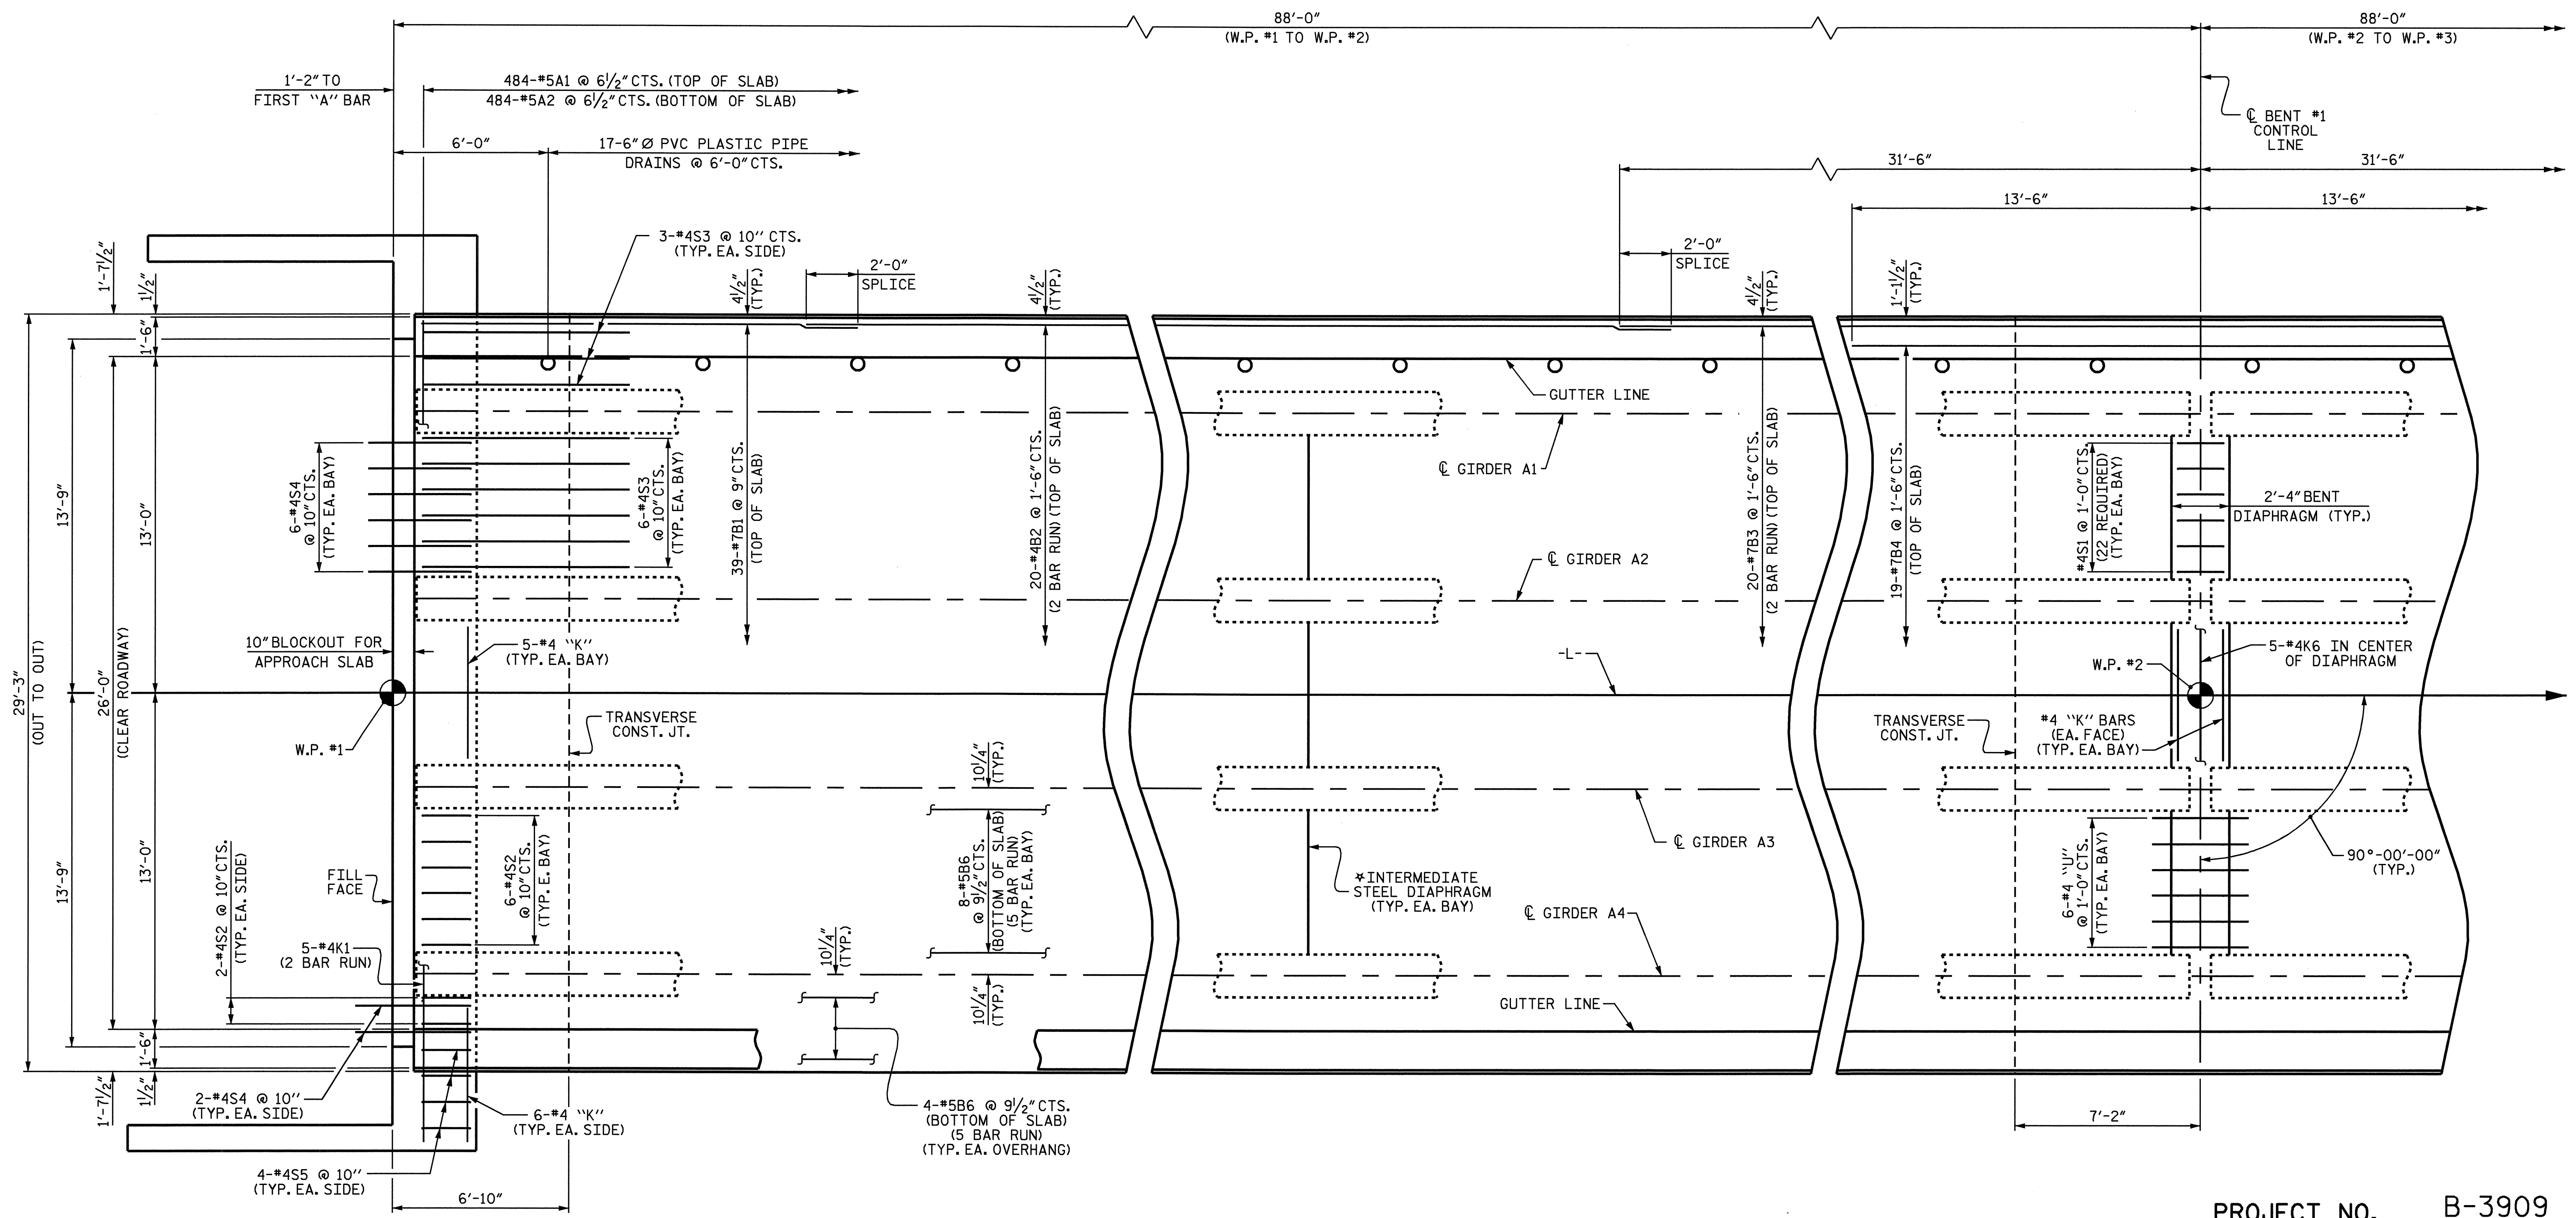 88'-0"
(W.P. #1 TO W.P. #2)
88'-0"
(W.P. #2 TO W.P. #3)
1'-2" TO
FIRST "A" BAR
484-#5A1 @ 6½" CTS. (TOP OF SLAB)
484-#5A2 @ 6½" CTS. (BOTTOM OF SLAB)
6'-0"
17-6" Ø PVC PLASTIC PIPE
DRAINS @ 6'-0" CTS.
℄ BENT #1
CONTROL
LINE
31'-6"
31'-6"
13'-6"
13'-6"
3-#4S3 @ 10" CTS.
(TYP. EA. SIDE)
2'-0"
SPLICE
2'-0"
SPLICE
1'-7½"
1½"
4½"
(TYP.)
4½"
(TYP.)
4½"
(TYP.)
1'-1½"
(TYP.)
1'-6"
GUTTER LINE
℄ GIRDER A1
6-#4S4
@ 10" CTS.
(TYP. EA. BAY)
6-#4S3
@ 10" CTS.
(TYP. EA. BAY)
39-#7B1 @ 9" CTS.
(TOP OF SLAB)
20-#4B2 @ 1'-6" CTS.
(2 BAR RUN) (TOP OF SLAB)
20-#7B3 @ 1'-6" CTS.
(2 BAR RUN) (TOP OF SLAB)
19-#7B4 @ 1'-6" CTS.
(TOP OF SLAB)
#4S1 @ 1'-0" CTS.
(22 REQUIRED)
(TYP. EA. BAY)
2'-4" BENT
DIAPHRAGM (TYP.)
13'-9"
13'-0"
℄ GIRDER A2
29'-3"
(OUT TO OUT)
26'-0"
(CLEAR ROADWAY)
10" BLOCKOUT FOR
APPROACH SLAB
5-#4 "K"
(TYP. EA. BAY)
-L-
W.P. #2
5-#4K6 IN CENTER
OF DIAPHRAGM
W.P. #1
TRANSVERSE
CONST. JT.
TRANSVERSE
CONST. JT.
#4 "K" BARS
(EA. FACE)
(TYP. EA. BAY)
10¼"
(TYP.)
13'-9"
13'-0"
2-#4S2 @ 10" CTS.
(TYP. EA. SIDE)
FILL
FACE
6-#4S2
@ 10" CTS.
(TYP. E. BAY)
8-#5B6
@ 9½" CTS.
(BOTTOM OF SLAB)
(5 BAR RUN)
(TYP. EA. BAY)
℄ GIRDER A3
*INTERMEDIATE
STEEL DIAPHRAGM
(TYP. EA. BAY)
℄ GIRDER A4
6-#4 "U"
@ 1'-0" CTS.
(TYP. EA. BAY)
90°-00'-00"
(TYP.)
5-#4K1
(2 BAR RUN)
10¼"
(TYP.)
10¼"
(TYP.)
GUTTER LINE
1'-6"
1½"
1'-7½"
2-#4S4 @ 10"
(TYP. EA. SIDE)
6-#4 "K"
(TYP. EA. SIDE)
4-#5B6 @ 9½" CTS.
(BOTTOM OF SLAB)
(5 BAR RUN)
(TYP. EA. OVERHANG)
7'-2"
4-#4S5 @ 10"
(TYP. EA. SIDE)
6'-10"
PROJECT NO. B-3909